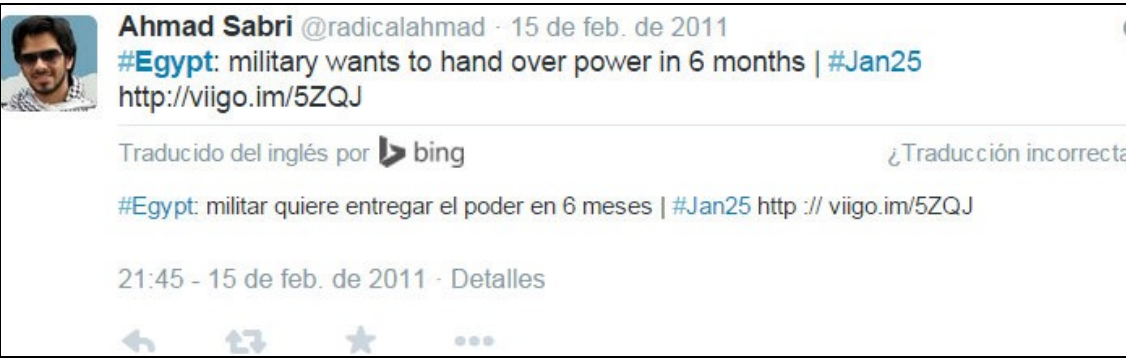 Ahmad Sabri @radicalahmad · 15 de feb. de 2011
#Egypt: military wants to hand over power in 6 months | #Jan25
http://viigo.im/5ZQJ
Traducido del inglés por bing
¿Traducción incorrecta
#Egypt: militar quiere entregar el poder en 6 meses | #Jan25 http :// viigo.im/5ZQJ
21:45 - 15 de feb. de 2011 · Detalles